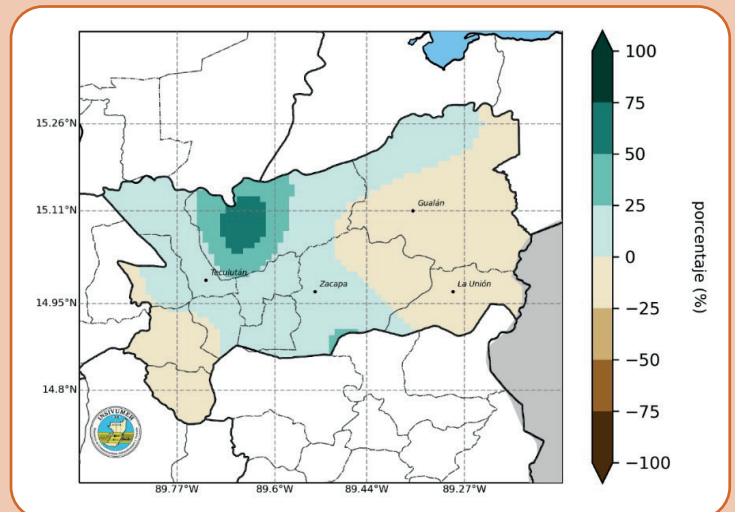 15.26°N
15.11°N
14.95°N
14.8°N
89.77°W
89.6°W
89.44°W
89.27°W
Gualán
Teculután
Zacapa
La Unión
INSIVUMEH
100
75
50
25
0
−25
−50
−75
−100
porcentaje (%)